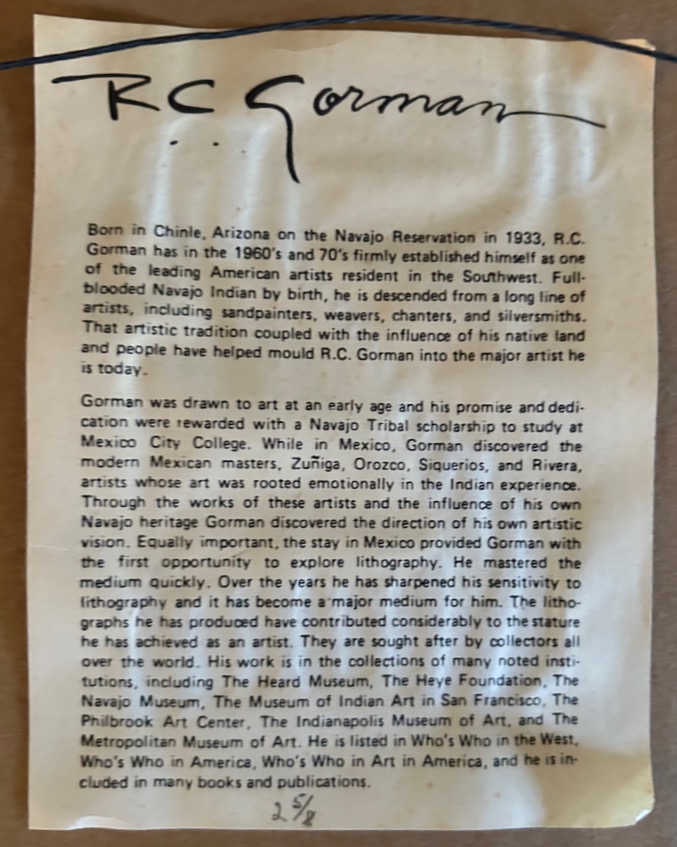 R.C. Gorman
Born in Chinle, Arizona on the Navajo Reservation in 1933, R.C.
Gorman has in the 1960's and 70's firmly established himself as one
of the leading American artists resident in the Southwest. Full-
blooded Navajo Indian by birth, he is descended from a long line of
artists, including sandpainters, weavers, chanters, and silversmiths.
That artistic tradition coupled with the influence of his native land
and people have helped mould R.C. Gorman into the major artist he
is today.
Gorman was drawn to art at an early age and his promise and dedi-
cation were rewarded with a Navajo Tribal scholarship to study at
Mexico City College. While in Mexico, Gorman discovered the
modern Mexican masters, Zuñiga, Orozco, Siquerios, and Rivera,
artists whose art was rooted emotionally in the Indian experience.
Through the works of these artists and the influence of his own
Navajo heritage Gorman discovered the direction of his own artistic
vision. Equally important, the stay in Mexico provided Gorman with
the first opportunity to explore lithography. He mastered the
medium quickly. Over the years he has sharpened his sensitivity to
lithography and it has become a major medium for him. The litho-
graphs he has produced have contributed considerably to the stature
he has achieved as an artist. They are sought after by collectors all
over the world. His work is in the collections of many noted insti-
tutions, including The Heard Museum, The Heye Foundation, The
Navajo Museum, The Museum of Indian Art in San Francisco, The
Philbrook Art Center, The Indianapolis Museum of Art, and The
Metropolitan Museum of Art. He is listed in Who's Who in the West,
Who's Who in America, Who's Who in Art in America, and he is in-
cluded in many books and publications.
2 5/8